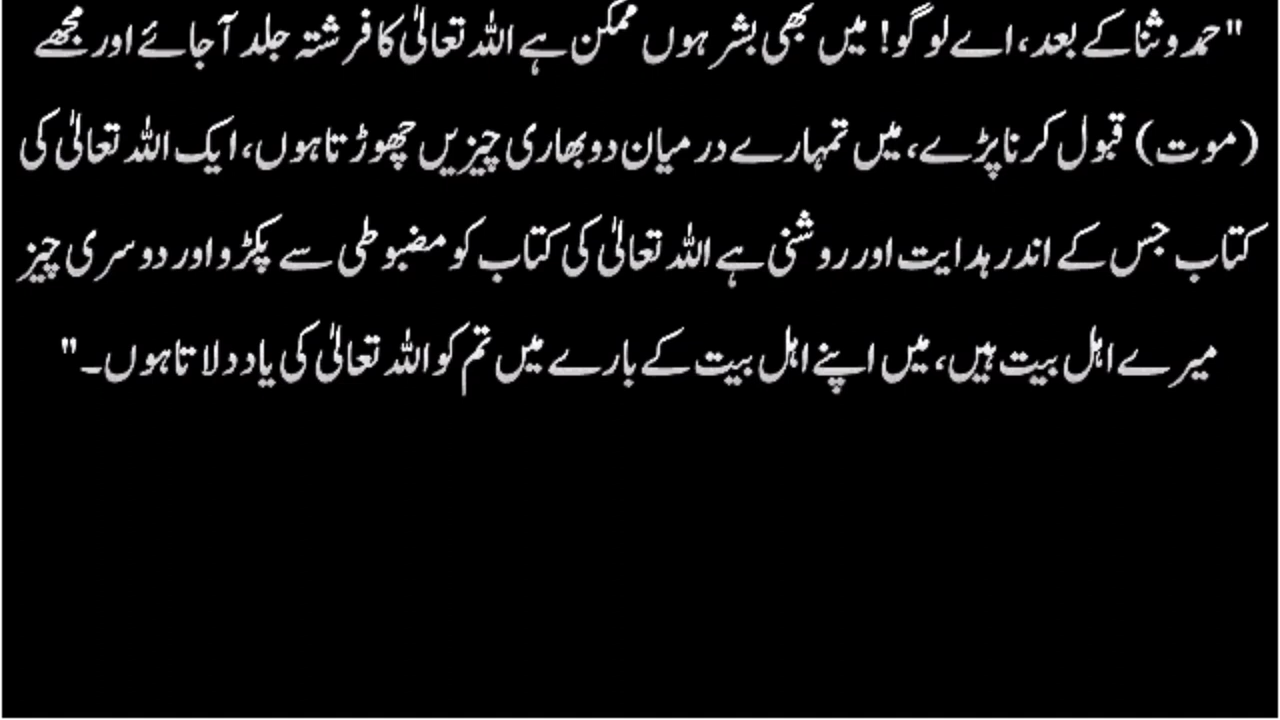 "حمد و ثنا کے بعد، اے لوگو! میں بھی بشر ہوں ممکن ہے اللہ تعالیٰ کا فرشتہ جلد آجائے اور مجھے
(موت) قبول کرنا پڑے، میں تمہارے درمیان دو بھاری چیزیں چھوڑتا ہوں، ایک اللہ تعالیٰ کی
کتاب جس کے اندر ہدایت اور روشنی ہے اللہ تعالیٰ کی کتاب کو مضبوطی سے پکڑو اور دوسری چیز
میرے اہل بیت ہیں، میں اپنے اہل بیت کے بارے میں تم کو اللہ تعالیٰ کی یاد دلاتا ہوں۔"